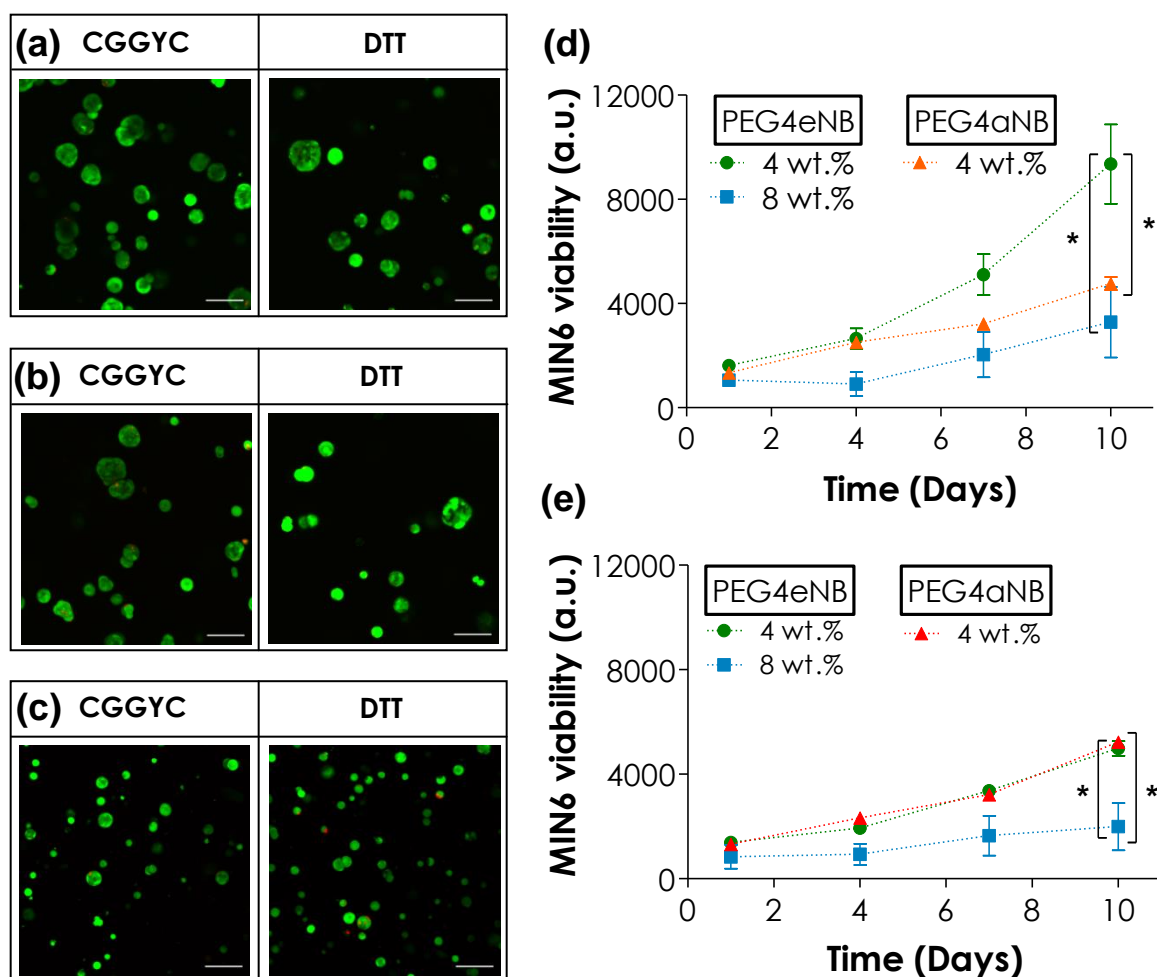 (a) CGGYC DTT
(b) CGGYC DTT
(c) CGGYC DTT
(d)
MIN6 viability (a.u.)
12000
8000
4000
0
PEG4eNB PEG4aNB
4 wt.% 4 wt.%
8 wt.%
* *
0 2 4 6 8 10
Time (Days)
(e)
MIN6 viability (a.u.)
12000
8000
4000
0
PEG4eNB PEG4aNB
4 wt.% 4 wt.%
8 wt.%
* *
0 2 4 6 8 10
Time (Days)